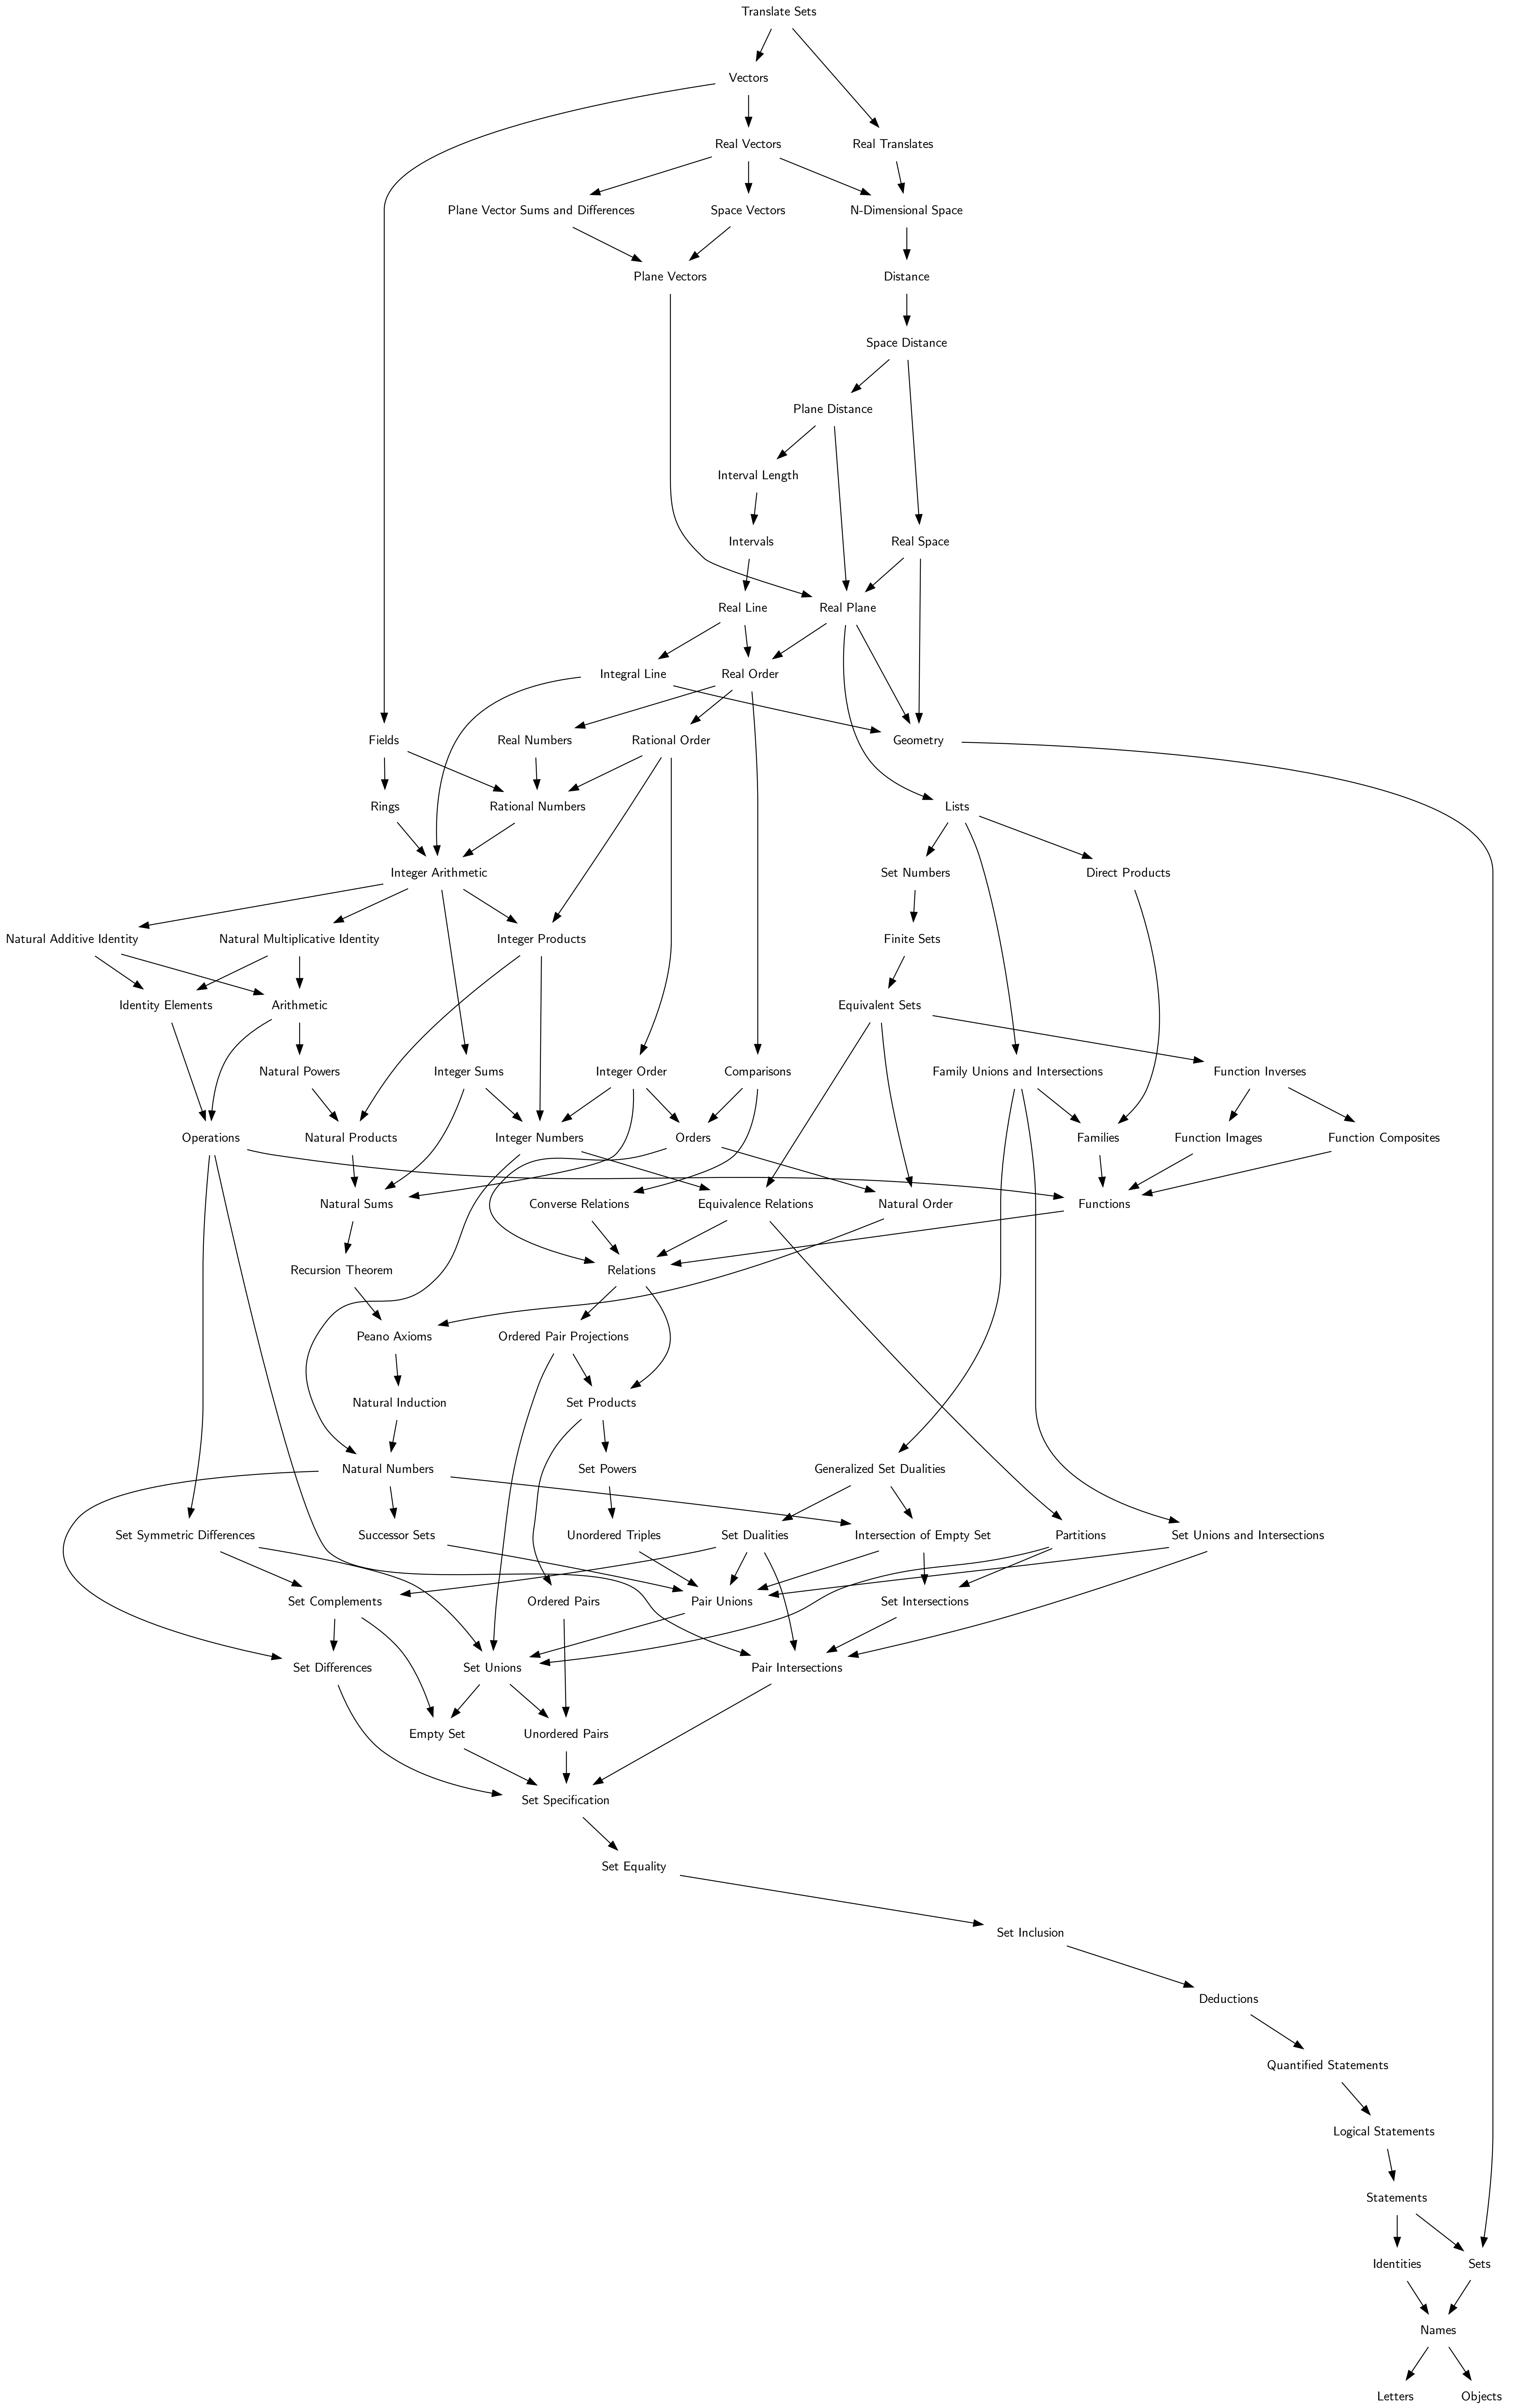 Translate Sets
Vectors
Real Vectors
Real Translates
Plane Vector Sums and Differences
Space Vectors
N-Dimensional Space
Plane Vectors
Distance
Space Distance
Plane Distance
Interval Length
Intervals
Real Space
Real Line
Real Plane
Integral Line
Real Order
Fields
Real Numbers
Rational Order
Geometry
Rings
Rational Numbers
Lists
Integer Arithmetic
Set Numbers
Direct Products
Natural Additive Identity
Natural Multiplicative Identity
Integer Products
Finite Sets
Identity Elements
Arithmetic
Equivalent Sets
Natural Powers
Integer Sums
Integer Order
Comparisons
Family Unions and Intersections
Function Inverses
Operations
Natural Products
Integer Numbers
Orders
Families
Function Images
Function Composites
Natural Sums
Converse Relations
Equivalence Relations
Natural Order
Functions
Recursion Theorem
Relations
Peano Axioms
Ordered Pair Projections
Natural Induction
Set Products
Natural Numbers
Set Powers
Generalized Set Dualities
Set Symmetric Differences
Successor Sets
Unordered Triples
Set Dualities
Intersection of Empty Set
Partitions
Set Unions and Intersections
Set Complements
Ordered Pairs
Pair Unions
Set Intersections
Set Differences
Set Unions
Pair Intersections
Empty Set
Unordered Pairs
Set Specification
Set Equality
Set Inclusion
Deductions
Quantified Statements
Logical Statements
Statements
Identities
Sets
Names
Letters
Objects